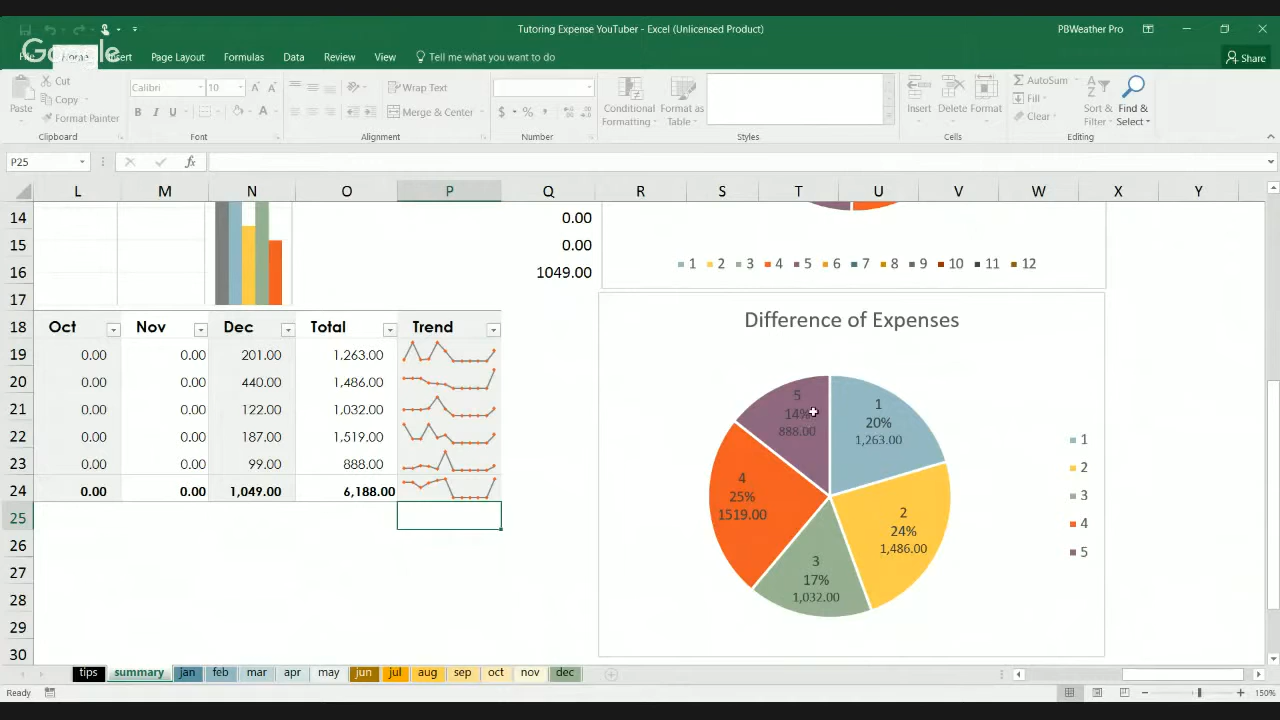 Tutoring Expense YouTuber - Excel (Unlicensed Product)
PBWeather Pro
Google
Home Insert Page Layout Formulas Data Review View Tell me what you want to do
Share
Paste
Cut
Copy
Format Painter
Clipboard
Calibri
B I U
Font
Wrap Text
Merge & Center
Alignment
$ % ,
Number
Conditional Formatting
Format as Table
Styles
Insert Delete Format
Cells
AutoSum
Fill
Clear
Sort & Filter
Find & Select
Editing
P25
fx
L M N O P Q R S T U V W X Y
14 0.00
15 0.00
16 1049.00
1 2 3 4 5 6 7 8 9 10 11 12
17
18 Oct Nov Dec Total Trend
19 0.00 0.00 201.00 1,263.00
20 0.00 0.00 440.00 1,486.00
21 0.00 0.00 122.00 1,032.00
22 0.00 0.00 187.00 1,519.00
23 0.00 0.00 99.00 888.00
24 0.00 0.00 1,049.00 6,188.00
25
26
27
28
29
30
Difference of Expenses
5
14%
888.00
1
20%
1,263.00
4
25%
1519.00
2
24%
1,486.00
3
17%
1,032.00
1
2
3
4
5
tips summary jan feb mar apr may jun jul aug sep oct nov dec
Ready
150%